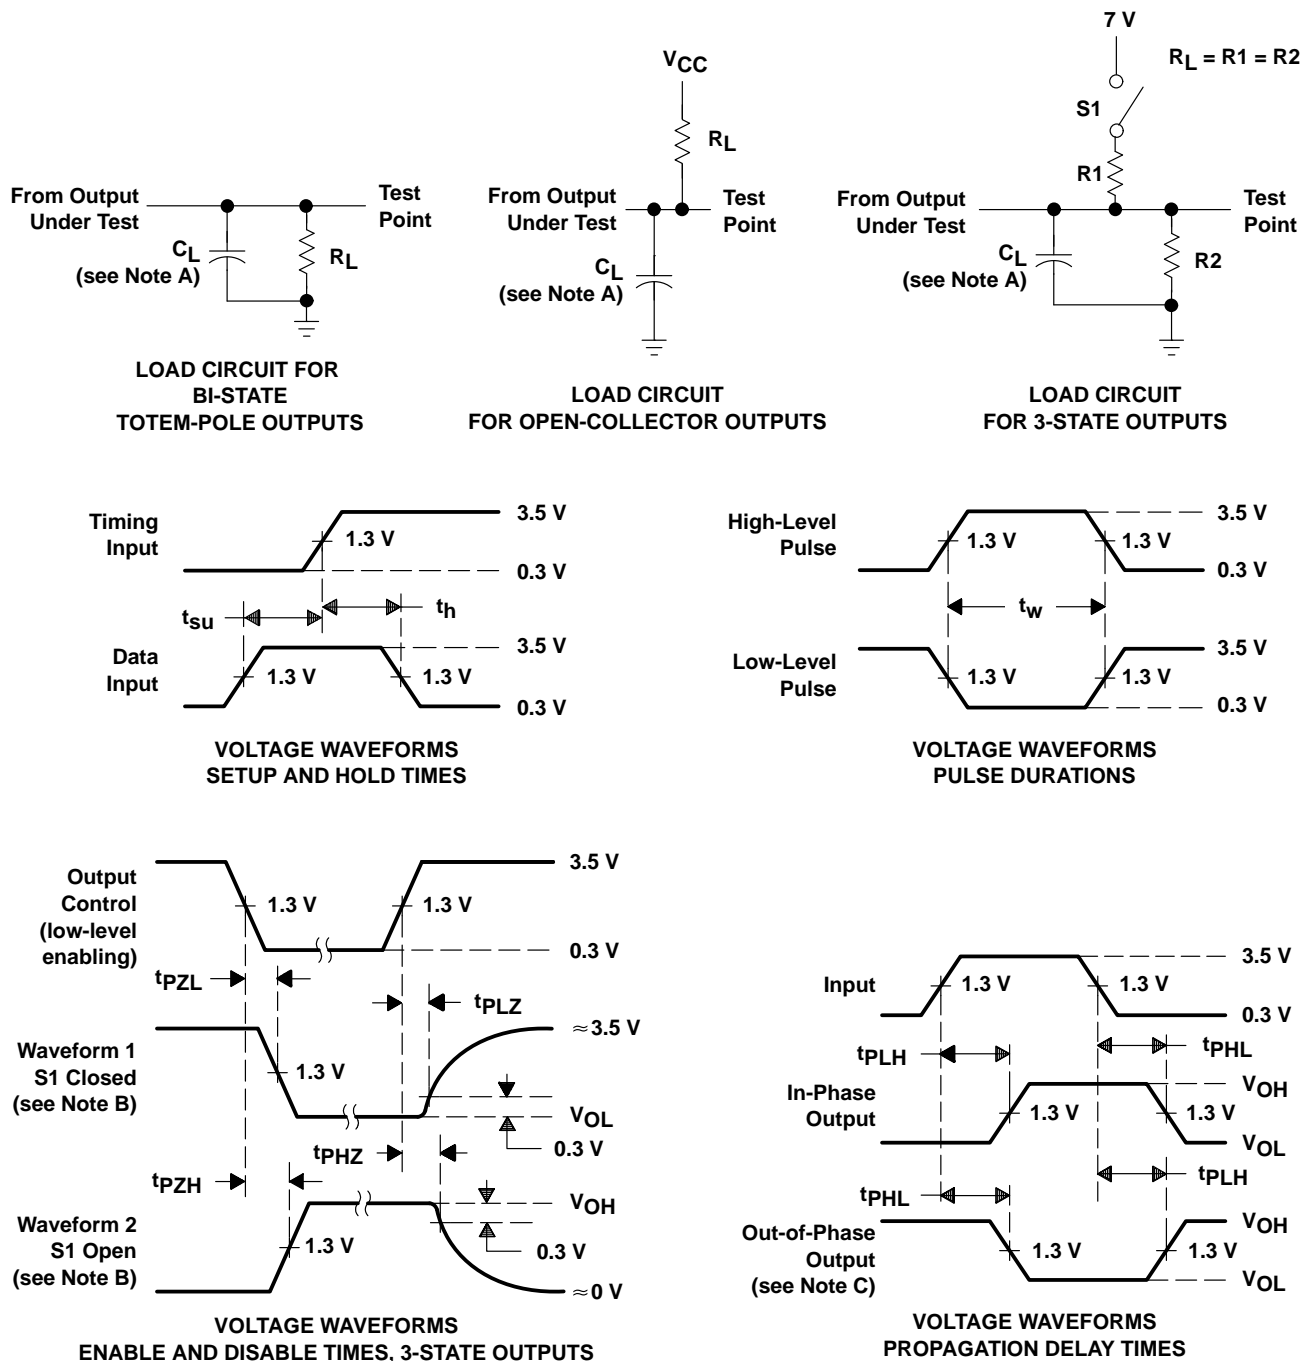 From Output
Under Test
Test
Point
CL
(see Note A)
RL
LOAD CIRCUIT FOR
BI-STATE
TOTEM-POLE OUTPUTS
VCC
RL
From Output
Under Test
Test
Point
CL
(see Note A)
LOAD CIRCUIT
FOR OPEN-COLLECTOR OUTPUTS
7 V
RL = R1 = R2
S1
R1
From Output
Under Test
Test
Point
CL
(see Note A)
R2
LOAD CIRCUIT
FOR 3-STATE OUTPUTS
Timing
Input
1.3 V
3.5 V
0.3 V
tsu
th
Data
Input
1.3 V
1.3 V
3.5 V
0.3 V
VOLTAGE WAVEFORMS
SETUP AND HOLD TIMES
High-Level
Pulse
1.3 V
1.3 V
3.5 V
0.3 V
tw
Low-Level
Pulse
1.3 V
1.3 V
3.5 V
0.3 V
VOLTAGE WAVEFORMS
PULSE DURATIONS
Output
Control
(low-level
enabling)
1.3 V
1.3 V
3.5 V
0.3 V
tPZL
tPLZ
Waveform 1
S1 Closed
(see Note B)
1.3 V
≈3.5 V
VOL
0.3 V
tPHZ
tPZH
Waveform 2
S1 Open
(see Note B)
1.3 V
VOH
0.3 V
≈0 V
VOLTAGE WAVEFORMS
ENABLE AND DISABLE TIMES, 3-STATE OUTPUTS
Input
1.3 V
1.3 V
3.5 V
0.3 V
tPLH
tPHL
In-Phase
Output
1.3 V
1.3 V
VOH
VOL
tPHL
tPLH
Out-of-Phase
Output
(see Note C)
1.3 V
1.3 V
VOH
VOL
VOLTAGE WAVEFORMS
PROPAGATION DELAY TIMES